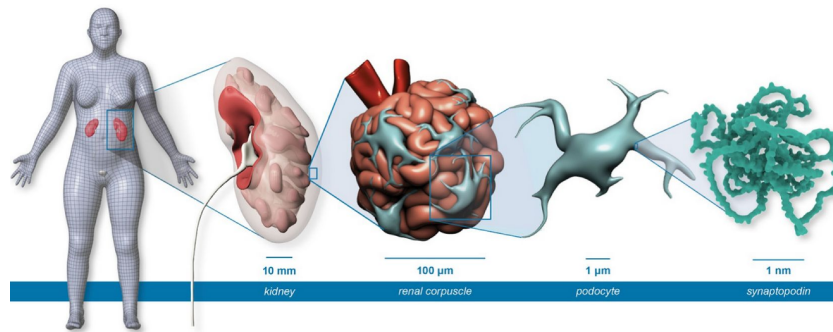 10 mm
100 µm
1 µm
1 nm
kidney
renal corpuscle
podocyte
synaptopodin